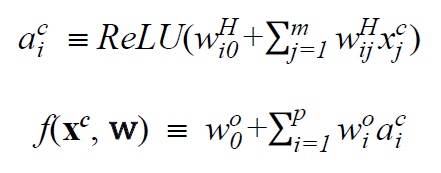 a_i^c ≡ ReLU(w_{i0}^H + ∑_{j=1}^m w_{ij}^H x_j^c)
f(x^c, w) ≡ w_0^o + ∑_{i=1}^p w_i^o a_i^c